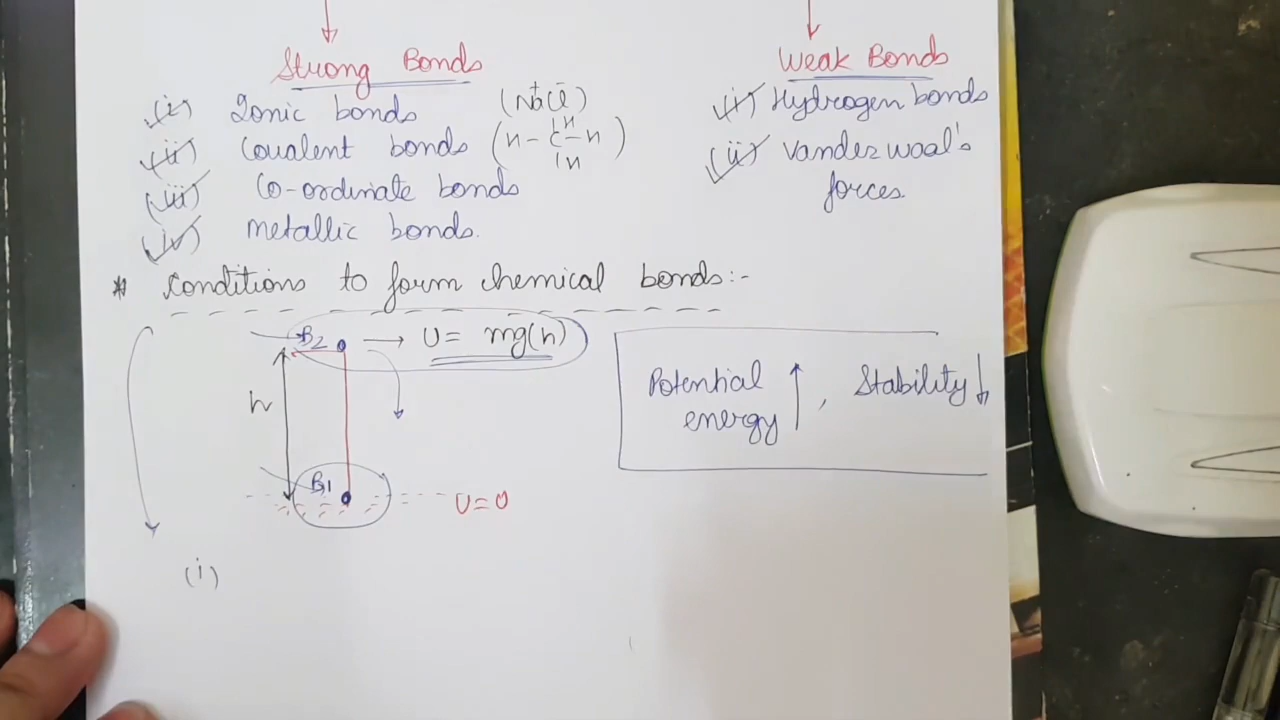 Strong Bonds
Weak Bonds
(i) Ionic bonds (Na⁺Cl⁻)
(ii) Covalent bonds (H - C - H
H
H)
(iii) Co-ordinate bonds
(iv) metallic bonds.
(i) Hydrogen bonds
(ii) Vanderwaal's
forces.
* Conditions to form chemical bonds:-
B2 → U = mg(h)
h
B1
U=0
Potential
energy ↑, Stability ↓
(i)